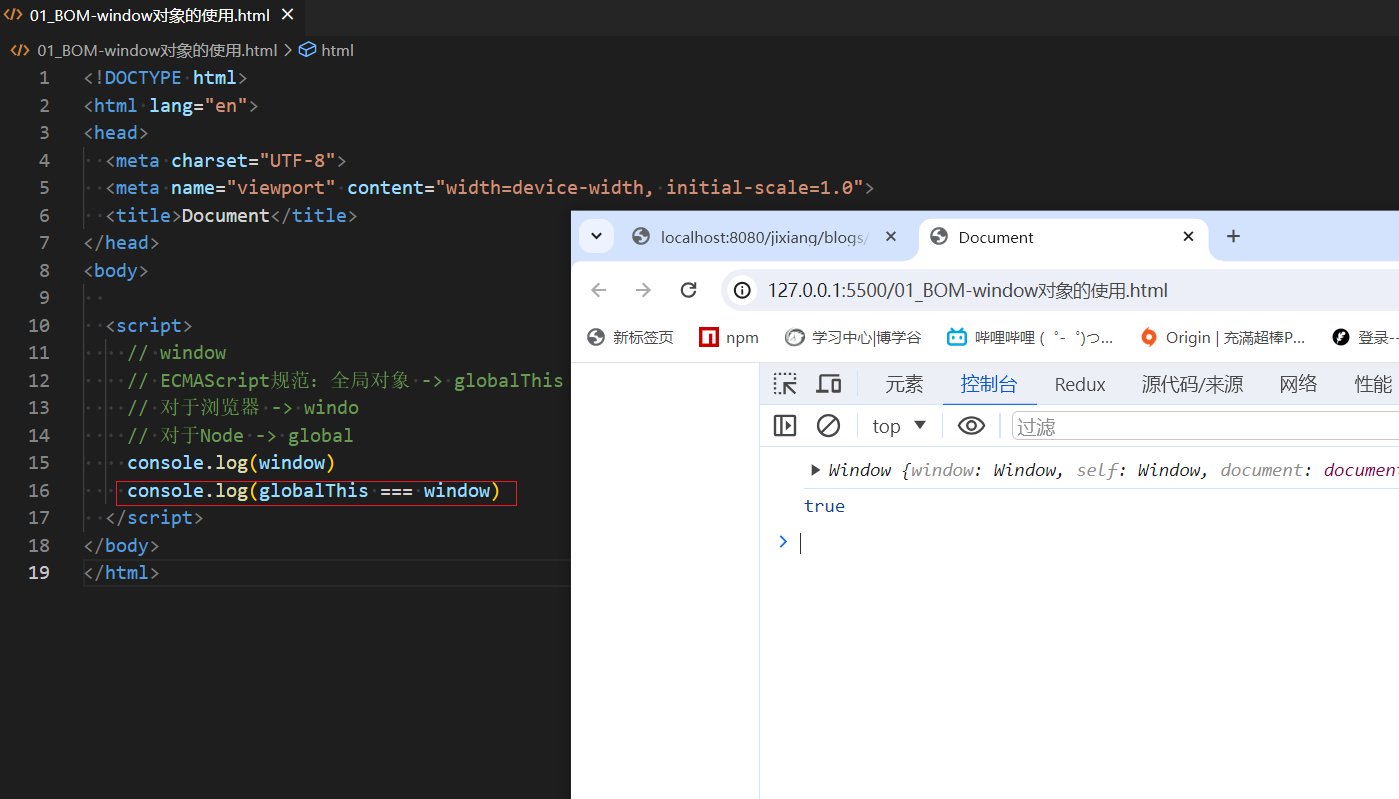 01_BOM-window对象的使用.html
01_BOM-window对象的使用.html > html
1 <!DOCTYPE html>
2 <html lang="en">
3 <head>
4 <meta charset="UTF-8">
5 <meta name="viewport" content="width=device-width, initial-scale=1.0">
6 <title>Document</title>
7 </head>
8 <body>
9
10 <script>
11 // window
12 // ECMAScript规范: 全局对象 -> globalThis
13 // 对于浏览器 -> windo
14 // 对于Node -> global
15 console.log(window)
16 console.log(globalThis === window)
17 </script>
18 </body>
19 </html>
localhost:8080/jixiang/blogs/
Document
127.0.0.1:5500/01_BOM-window对象的使用.html
新标签页 npm 学习中心|博学谷 哔哩哔哩 ( ゜- ゜)つ... Origin | 充满超棒P... 登录--
元素 控制台 Redux 源代码/来源 网络 性能
top 过滤
Window {window: Window, self: Window, document: document
true